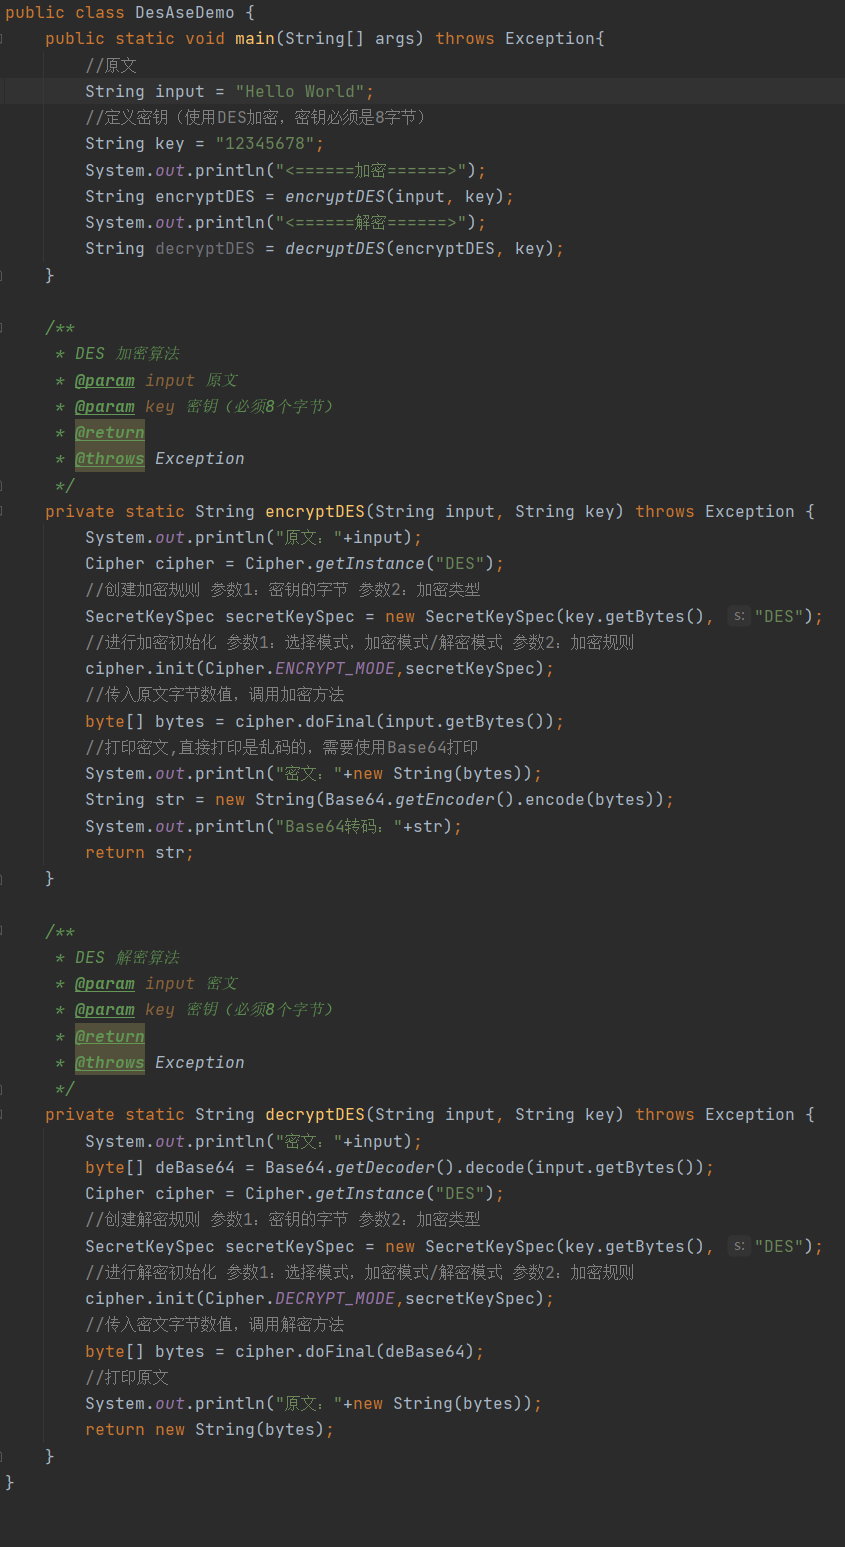 public class DesAseDemo {
public static void main(String[] args) throws Exception{
//原文
String input = "Hello World";
//定义密钥（使用DES加密，密钥必须是8字节）
String key = "12345678";
System.out.println("<======加密======>");
String encryptDES = encryptDES(input, key);
System.out.println("<======解密======>");
String decryptDES = decryptDES(encryptDES, key);
}
/**
* DES 加密算法
* @param input 原文
* @param key 密钥（必须8个字节）
* @return
* @throws Exception
*/
private static String encryptDES(String input, String key) throws Exception {
System.out.println("原文："+input);
Cipher cipher = Cipher.getInstance("DES");
//创建加密规则 参数1：密钥的字节 参数2：加密类型
SecretKeySpec secretKeySpec = new SecretKeySpec(key.getBytes(), s: "DES");
//进行加密初始化 参数1：选择模式，加密模式/解密模式 参数2：加密规则
cipher.init(Cipher.ENCRYPT_MODE,secretKeySpec);
//传入原文字节数值，调用加密方法
byte[] bytes = cipher.doFinal(input.getBytes());
//打印密文,直接打印是乱码的，需要使用Base64打印
System.out.println("密文："+new String(bytes));
String str = new String(Base64.getEncoder().encode(bytes));
System.out.println("Base64转码："+str);
return str;
}
/**
* DES 解密算法
* @param input 密文
* @param key 密钥（必须8个字节）
* @return
* @throws Exception
*/
private static String decryptDES(String input, String key) throws Exception {
System.out.println("密文："+input);
byte[] deBase64 = Base64.getDecoder().decode(input.getBytes());
Cipher cipher = Cipher.getInstance("DES");
//创建解密规则 参数1：密钥的字节 参数2：加密类型
SecretKeySpec secretKeySpec = new SecretKeySpec(key.getBytes(), s: "DES");
//进行解密初始化 参数1：选择模式，加密模式/解密模式 参数2：加密规则
cipher.init(Cipher.DECRYPT_MODE,secretKeySpec);
//传入密文字节数值，调用解密方法
byte[] bytes = cipher.doFinal(deBase64);
//打印原文
System.out.println("原文："+new String(bytes));
return new String(bytes);
}
}